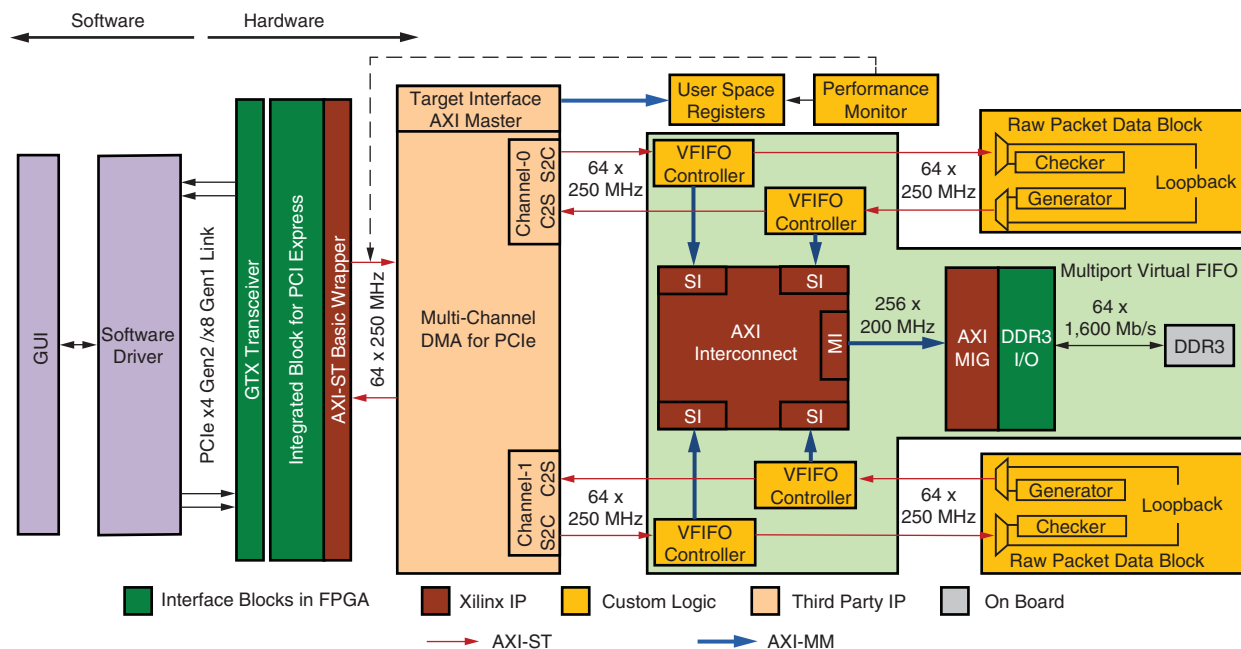 Software
Hardware
GUI
Software
Driver
PCIe x4 Gen2 /x8 Gen1 Link
GTX Transceiver
Integrated Block for PCI Express
AXI-ST Basic Wrapper
64 x 250 MHz
Target Interface
AXI Master
Multi-Channel
DMA for PCIe
Channel-0
S2C
C2S
Channel-1
C2S
S2C
User Space
Registers
Performance
Monitor
64 x
250 MHz
VFIFO
Controller
VFIFO
Controller
64 x
250 MHz
Raw Packet Data Block
Checker
Generator
Loopback
SI
SI
AXI
Interconnect
MI
SI
SI
256 x
200 MHz
Multiport Virtual FIFO
AXI
MIG
DDR3
I/O
64 x
1,600 Mb/s
DDR3
64 x
250 MHz
VFIFO
Controller
VFIFO
Controller
64 x
250 MHz
Generator
Checker
Loopback
Raw Packet Data Block
Interface Blocks in FPGA
Xilinx IP
Custom Logic
Third Party IP
On Board
AXI-ST
AXI-MM